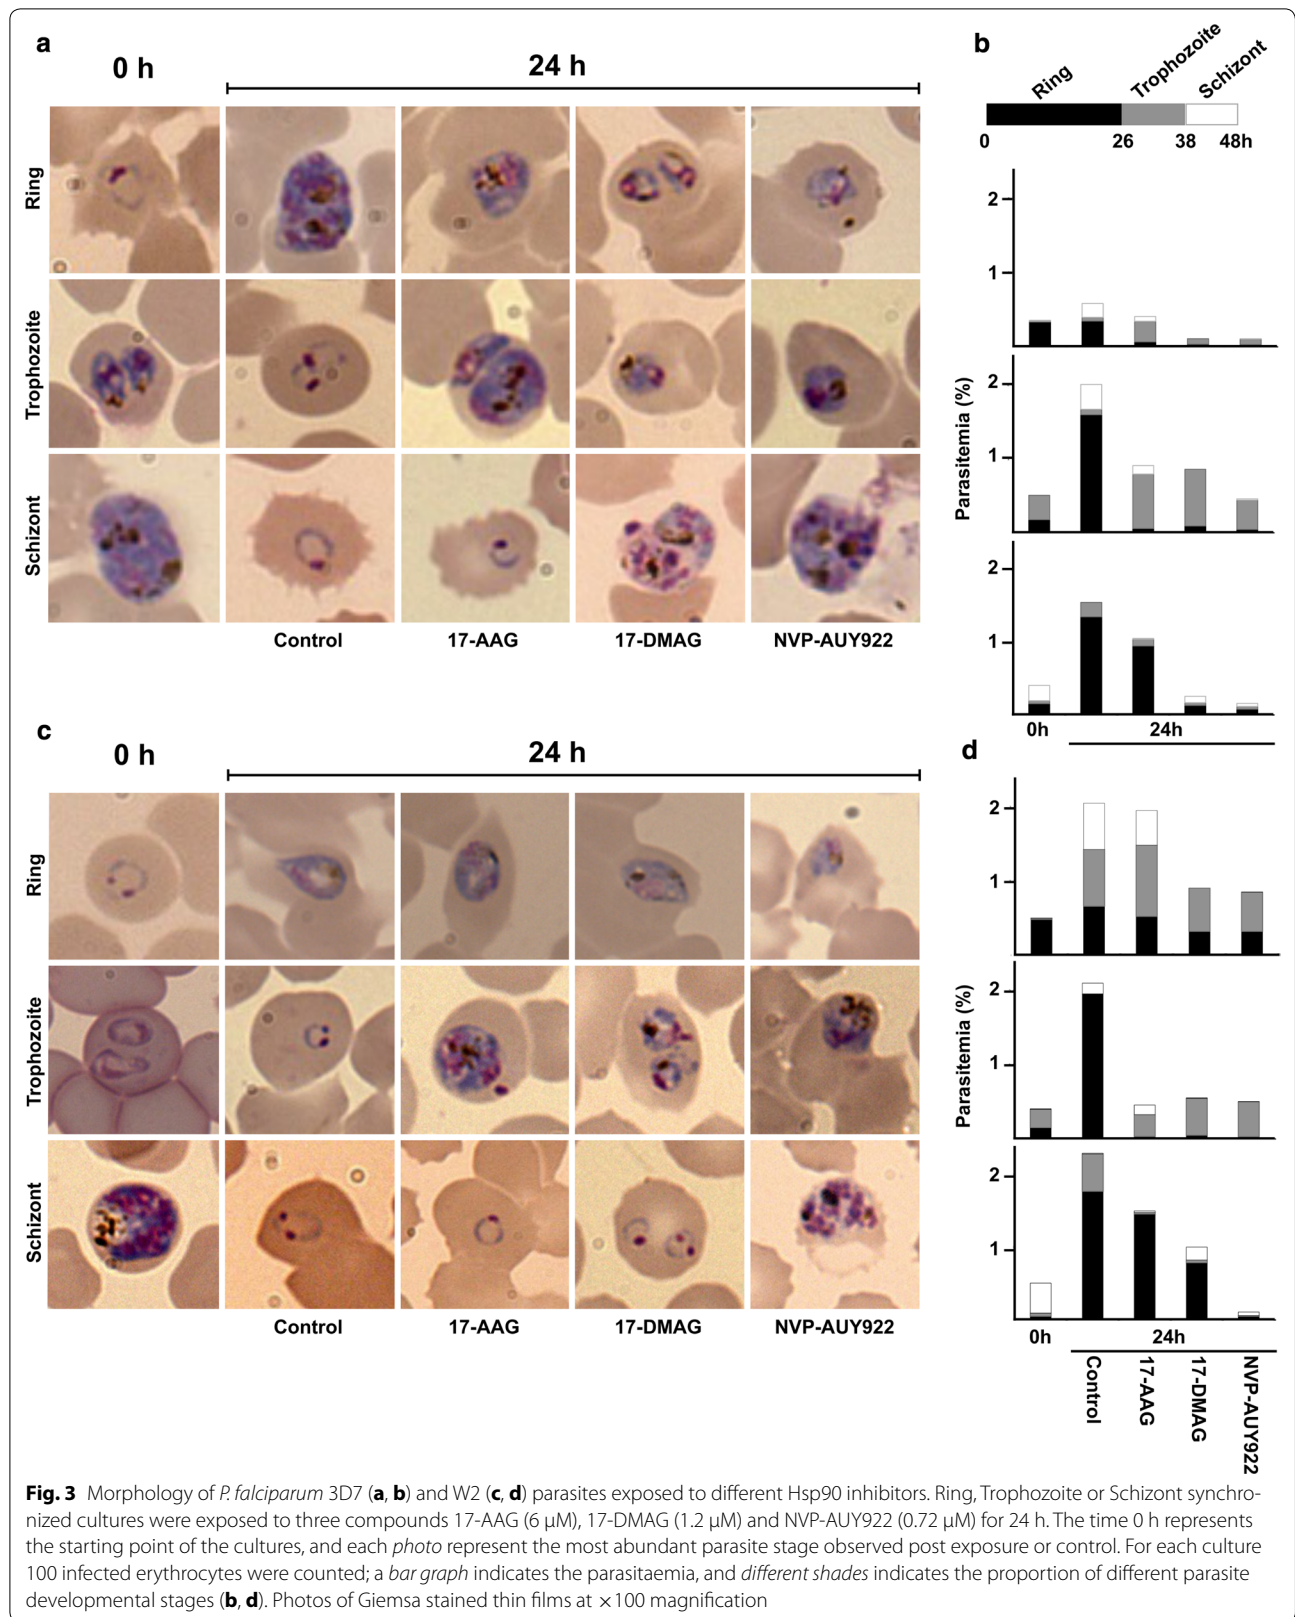 a
0 h
24 h
Ring
Trophozoite
Schizont
Control
17-AAG
17-DMAG
NVP-AUY922
b
Ring
Trophozoite
Schizont
0
26
38
48h
2
1
Parasitemia (%)
2
1
2
1
0h
24h
c
0 h
24 h
Ring
Trophozoite
Schizont
Control
17-AAG
17-DMAG
NVP-AUY922
d
2
1
Parasitemia (%)
2
1
2
1
0h
24h
Control
17-AAG
17-DMAG
NVP-AUY922
Fig. 3 Morphology of P. falciparum 3D7 (a, b) and W2 (c, d) parasites exposed to different Hsp90 inhibitors. Ring, Trophozoite or Schizont synchro-
nized cultures were exposed to three compounds 17-AAG (6 µM), 17-DMAG (1.2 µM) and NVP-AUY922 (0.72 µM) for 24 h. The time 0 h represents
the starting point of the cultures, and each photo represent the most abundant parasite stage observed post exposure or control. For each culture
100 infected erythrocytes were counted; a bar graph indicates the parasitaemia, and different shades indicates the proportion of different parasite
developmental stages (b, d). Photos of Giemsa stained thin films at ×100 magnification